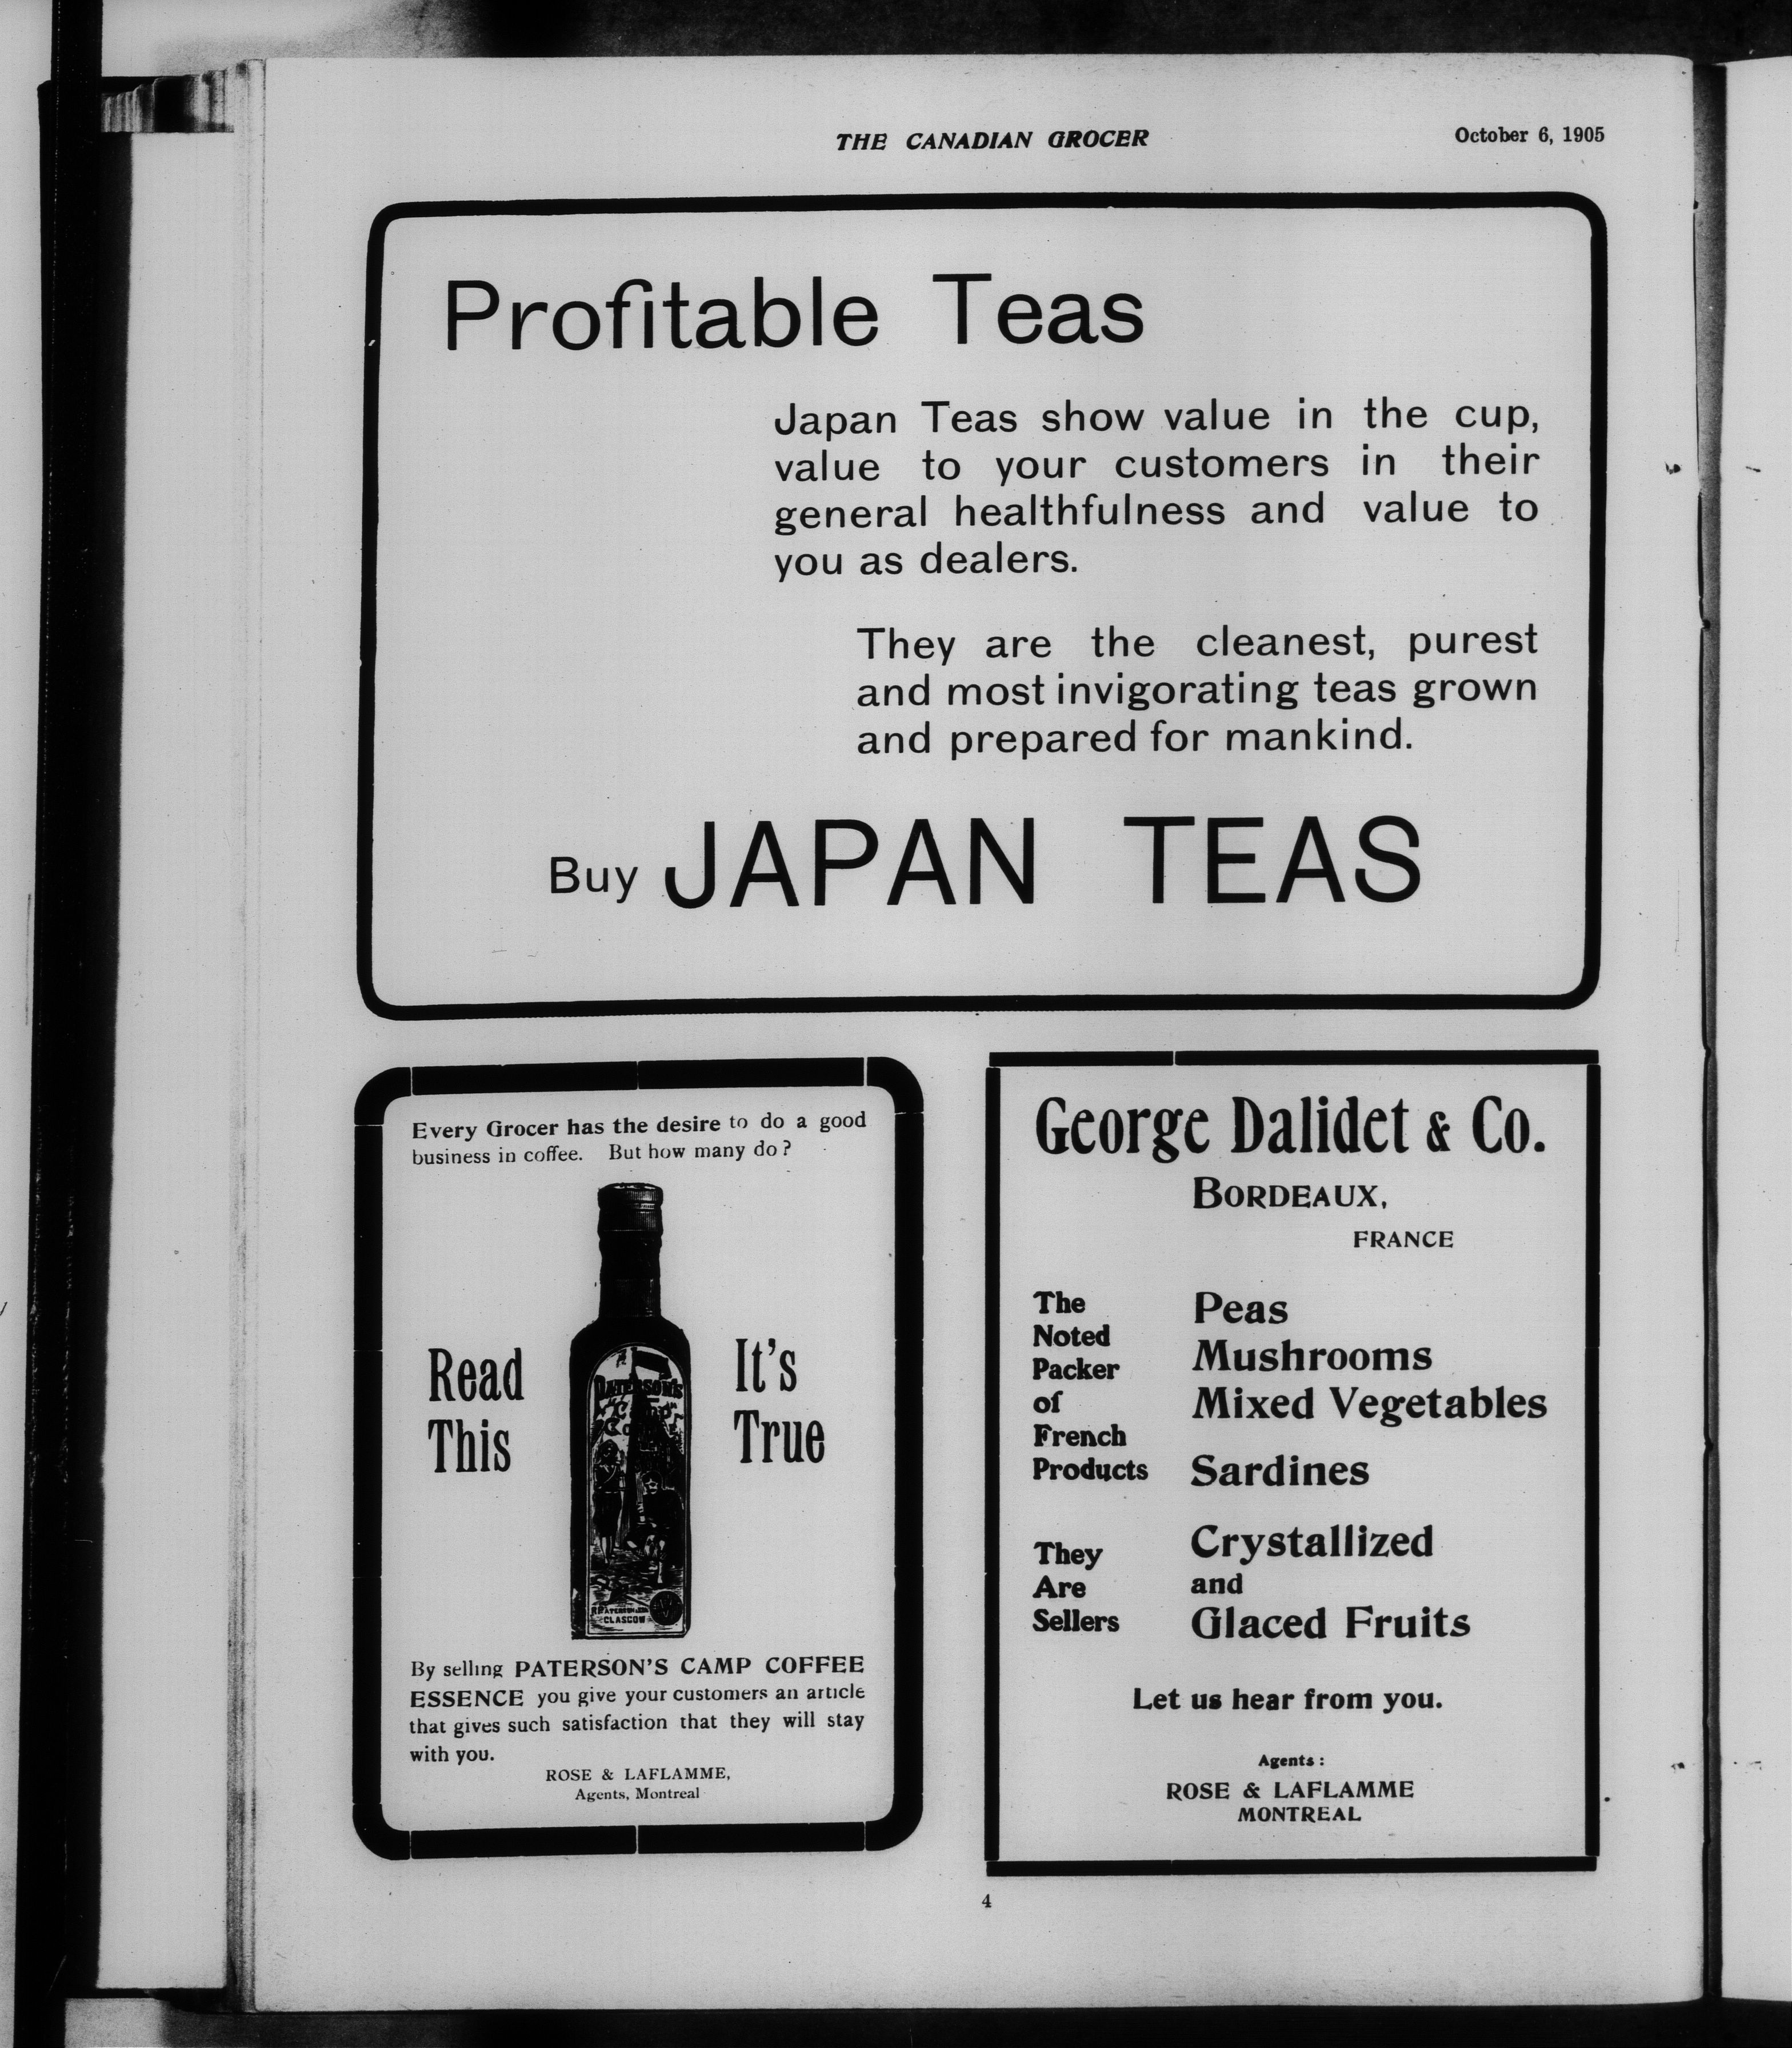 THE CANADIAN GROCER
October 6, 1905
Profitable Teas
Japan Teas show value in the cup,
value to your customers in their
general healthfulness and value to
you as dealers.
They are the cleanest, purest
and most invigorating teas grown
and prepared for mankind.
Buy JAPAN TEAS
Every Grocer has the desire to do a good
business in coffee. But how many do?
Read
This
It's
True
PATERSON'S
"Camp"
GLASGOW
By selling PATERSON'S CAMP COFFEE
ESSENCE you give your customers an article
that gives such satisfaction that they will stay
with you.
ROSE & LAFLAMME,
Agents, Montreal
George Dalidet & Co.
BORDEAUX,
FRANCE
The
Noted
Packer
of
French
Products
Peas
Mushrooms
Mixed Vegetables
Sardines
They
Are
Sellers
Crystallized
and
Glaced Fruits
Let us hear from you.
Agents:
ROSE & LAFLAMME
MONTREAL
4